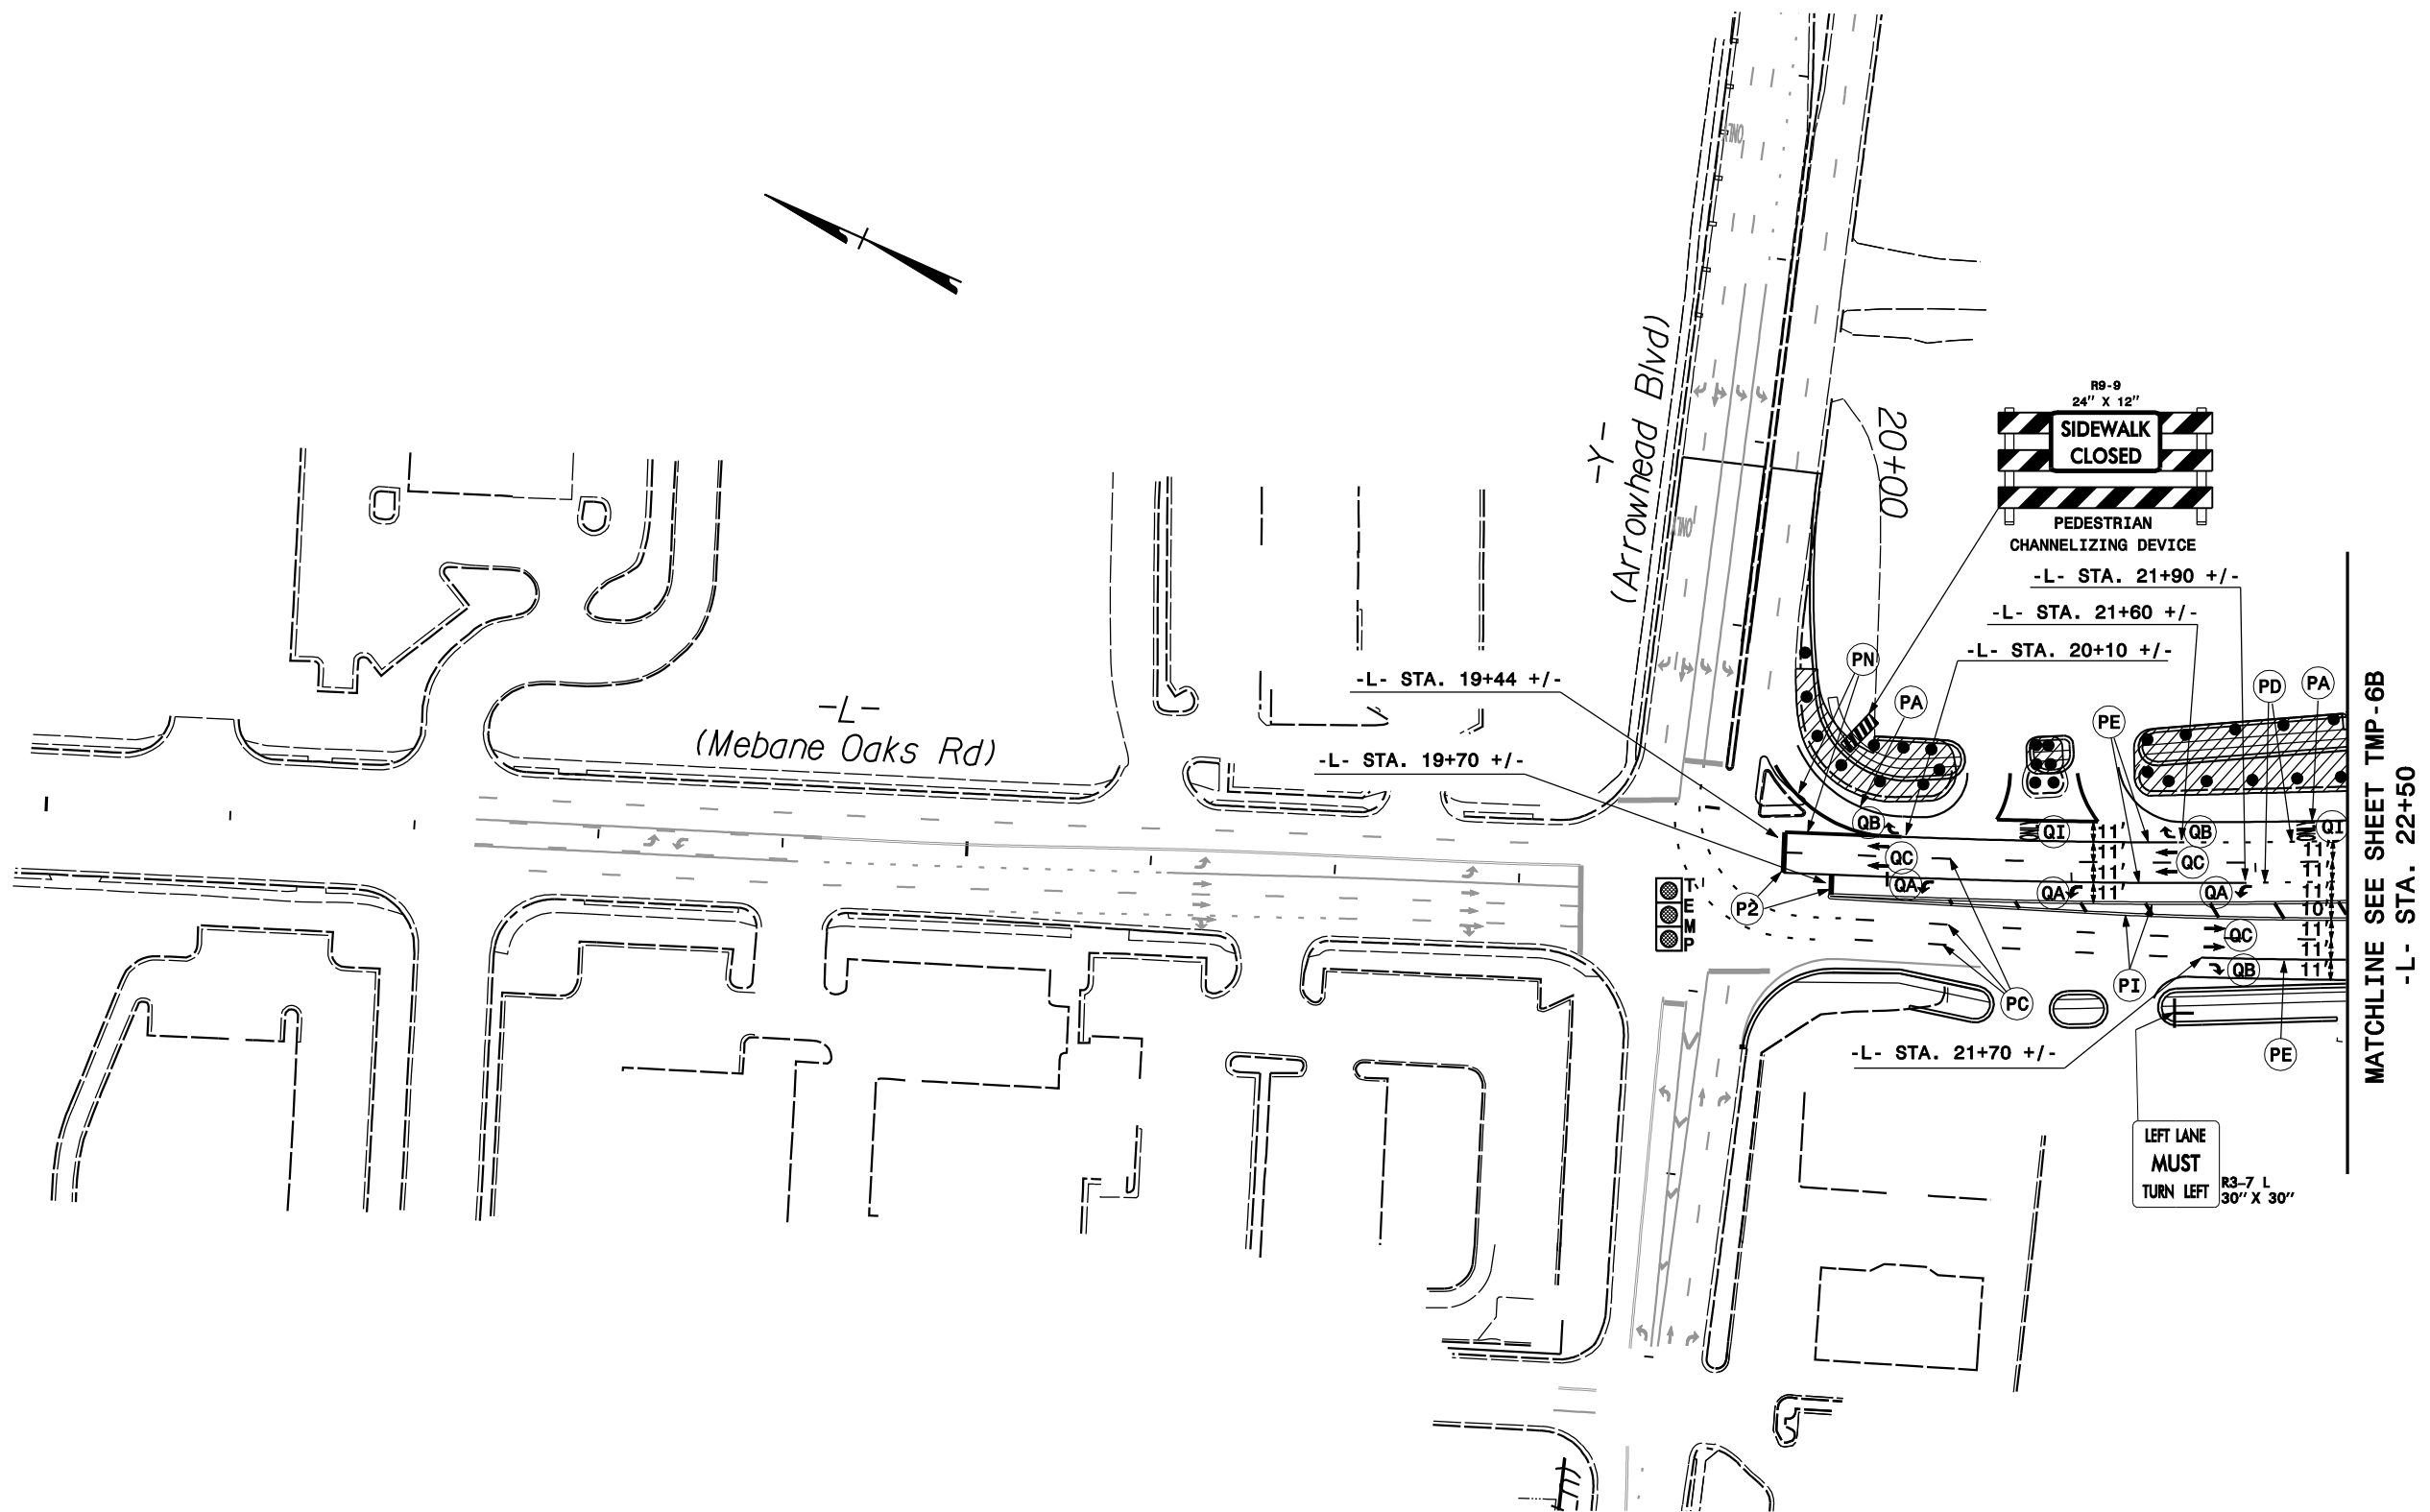 ONLY
ONLY
-Y-
(Arrowhead Blvd)
20+00
R9-9
24" X 12"
SIDEWALK
CLOSED
PEDESTRIAN
CHANNELIZING DEVICE
-L- STA. 21+90 +/-
-L- STA. 21+60 +/-
-L- STA. 20+10 +/-
-L- STA. 19+44 +/-
-L- STA. 19+70 +/-
-L-
(Mebane Oaks Rd)
PN
PA
PE
PD
PA
QB
QI
11'
QB
QI
11'
QC
11'
QC
11'
11'
11'
QA
QA
11'
QA
11'
P2
10'
QC
11'
11'
QB
11'
TEMP
PI
PC
PE
-L- STA. 21+70 +/-
LEFT LANE
MUST
TURN LEFT
R3-7 L
30" X 30"
MATCHLINE SEE SHEET TMP-6B
-L- STA. 22+50